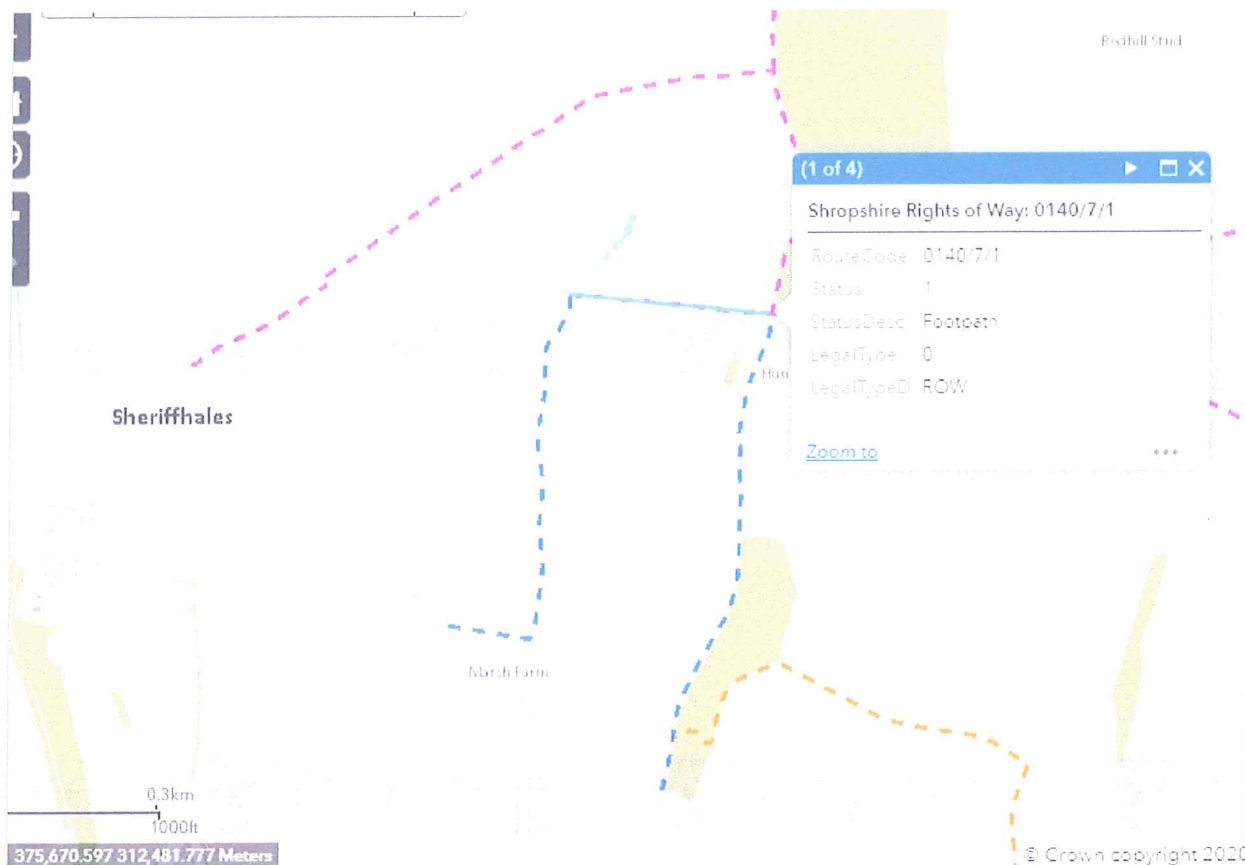 Redhill Stud
(1 of 4)
Shropshire Rights of Way: 0140/7/1
RouteCode 0140/7/1
Status 1
StatusDesc Footpath
LegalType 0
LegalTypeD ROW
Zoom to
Sheriffhales
March Farm
0.3km
1000ft
375,670.597 312,481.777 Meters
© Crown copyright 2020